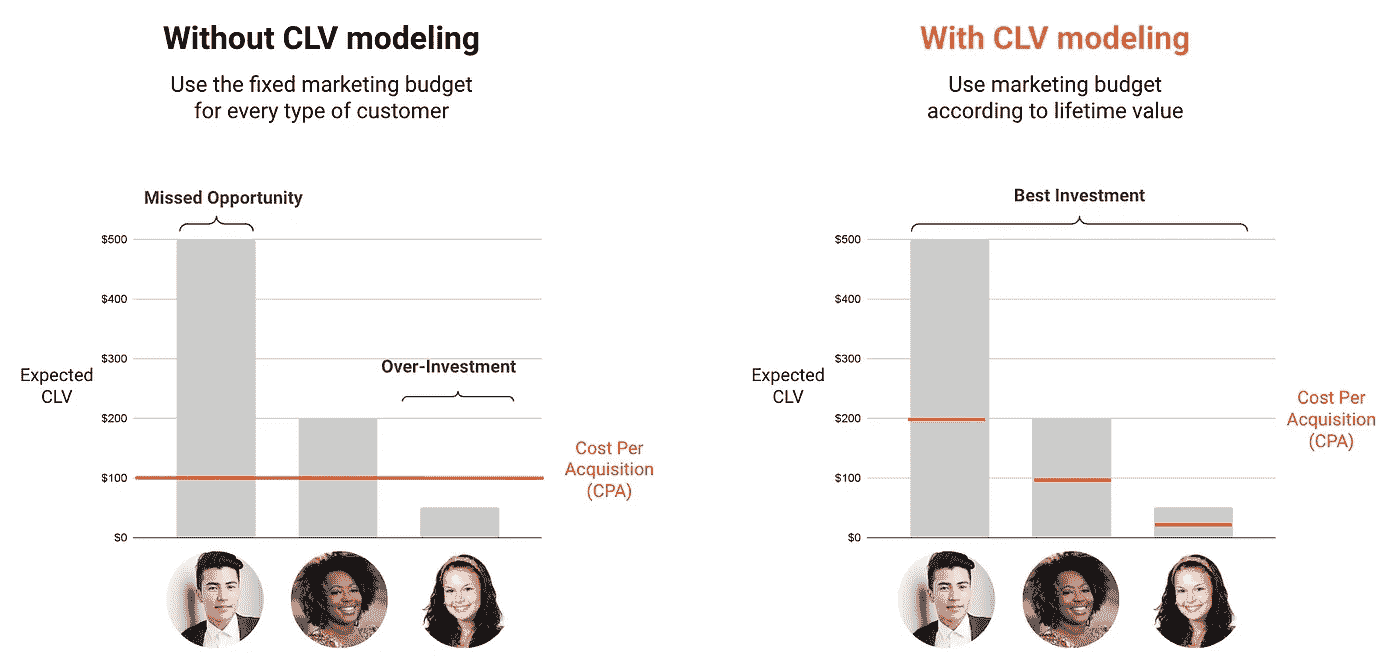 Without CLV modeling
Use the fixed marketing budget
for every type of customer
Missed Opportunity
$500
$400
$300
Over-Investment
Expected
CLV
$200
$100
$0
Cost Per
Acquisition
(CPA)
With CLV modeling
Use marketing budget
according to lifetime value
Best Investment
$500
$400
$300
Expected
CLV
$200
$100
$0
Cost Per
Acquisition
(CPA)